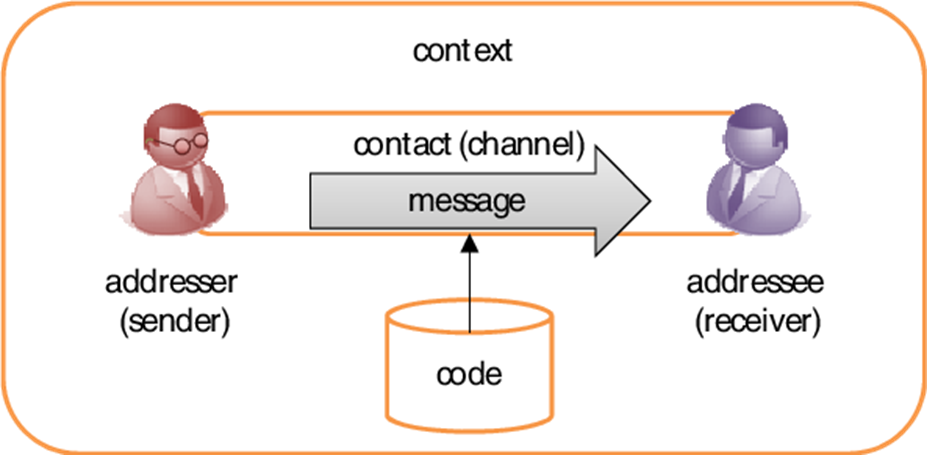 context
contact (channel)
message
addresser
(sender)
addressee
(receiver)
code